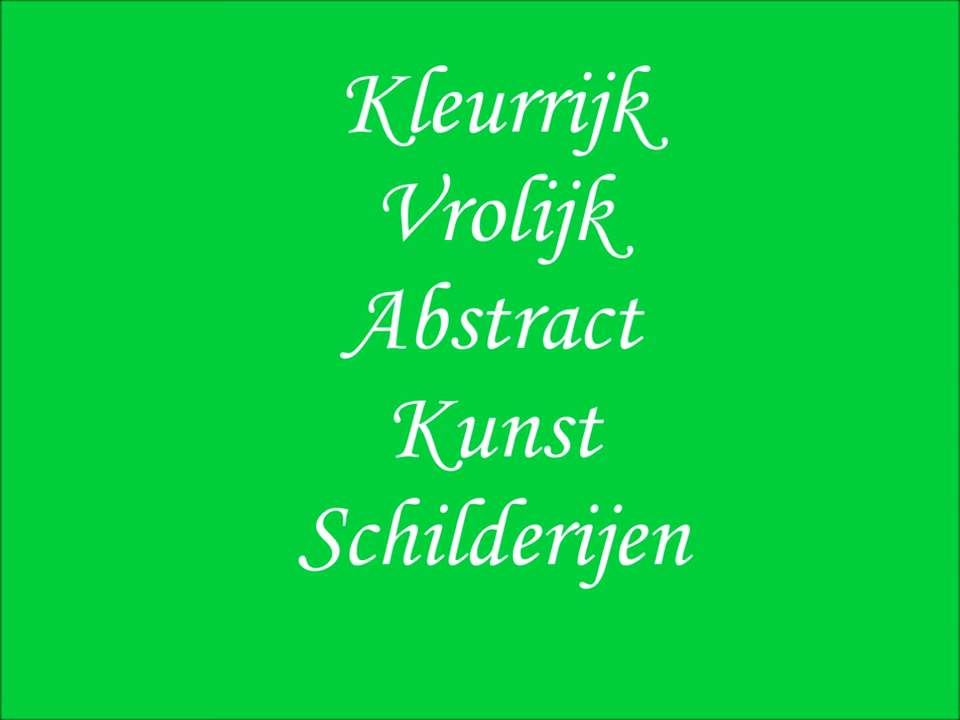 Kleurrijk
Vrolijk
Abstract
Kunst
Schilderijen